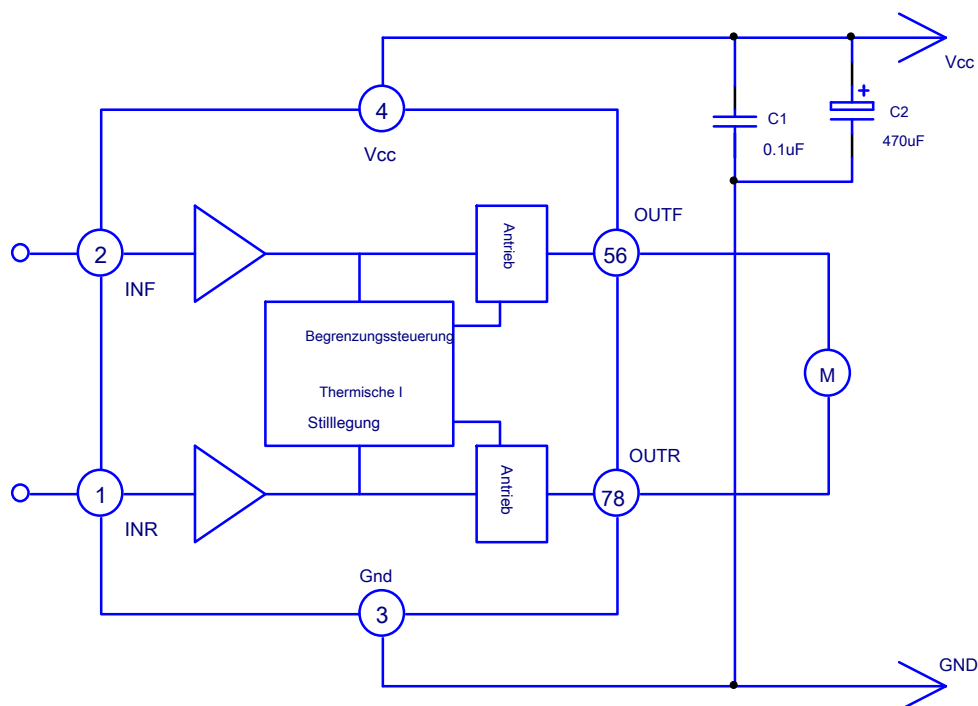 Vcc
4
Vcc
+
C1
0.1uF
C2
470uF
OUTF
2
INF
Antrieb
56
Begrenzungssteuerung
Thermische I
Stilllegung
M
OUTR
1
INR
Antrieb
78
Gnd
3
GND